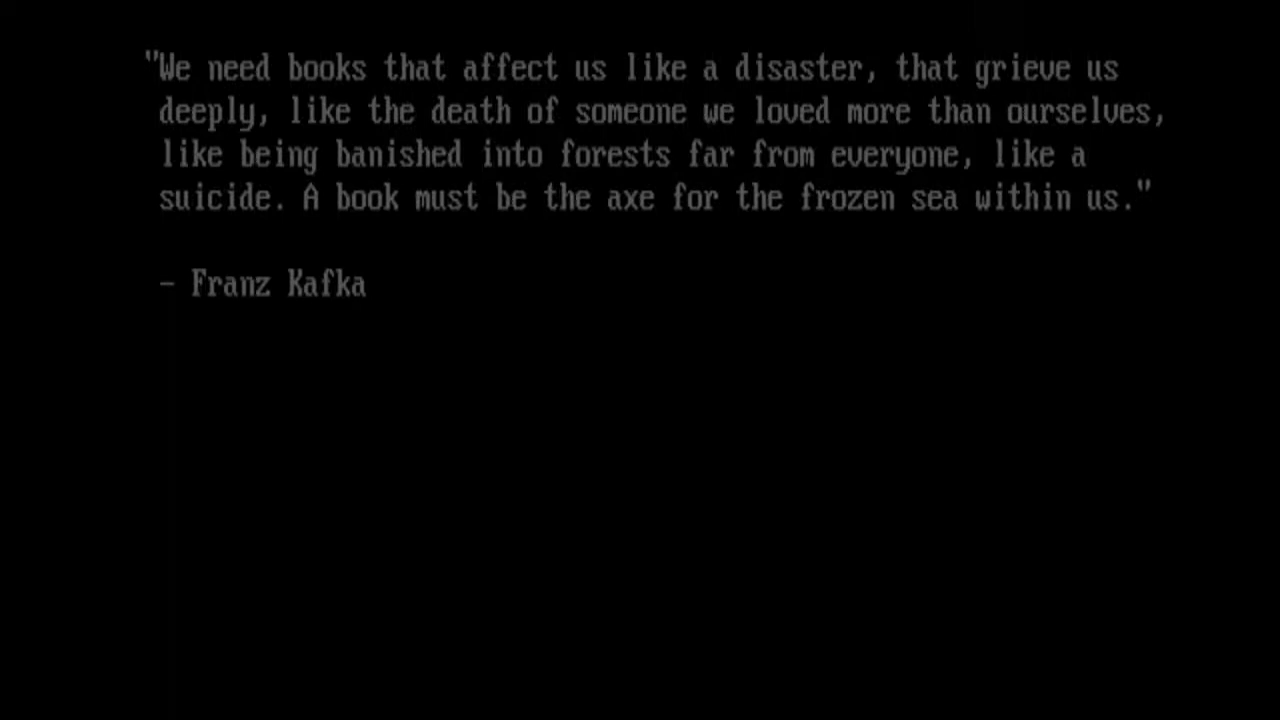 "We need books that affect us like a disaster, that grieve us
deeply, like the death of someone we loved more than ourselves,
like being banished into forests far from everyone, like a
suicide. A book must be the axe for the frozen sea within us."
- Franz Kafka